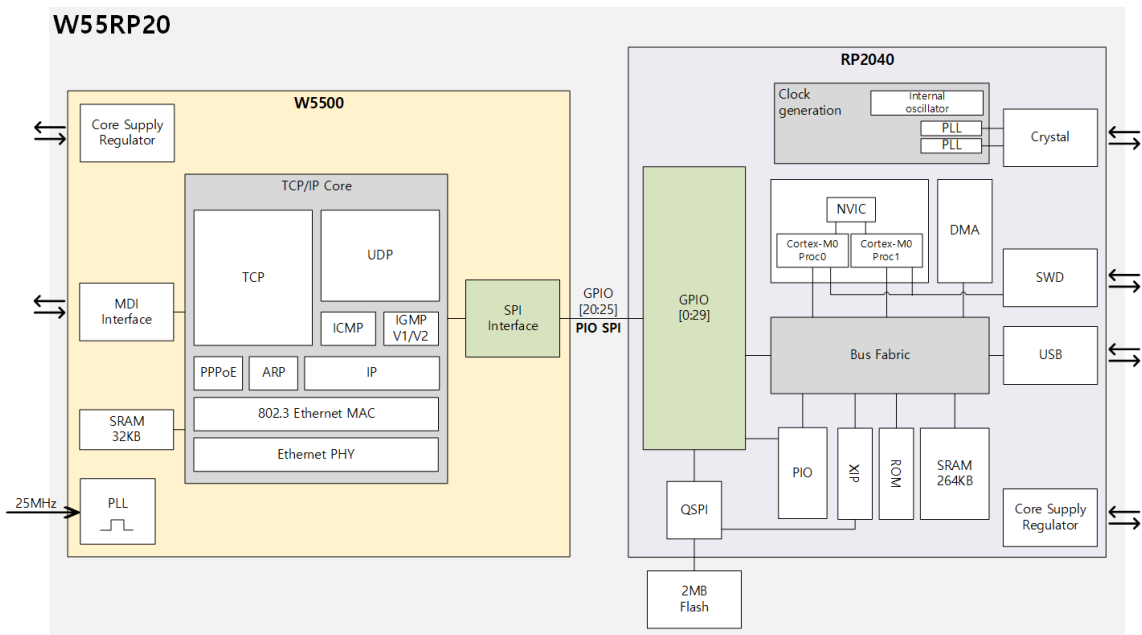 W55RP20
W5500
Core Supply
Regulator
TCP/IP Core
TCP
UDP
MDI
Interface
ICMP
IGMP
V1/V2
PPPoE
ARP
IP
SRAM
32KB
802.3 Ethernet MAC
Ethernet PHY
25MHz
PLL
SPI
Interface
GPIO
[20:25]
PIO SPI
RP2040
Clock
generation
Internal
oscillator
PLL
PLL
Crystal
GPIO
[0:29]
NVIC
Cortex-M0
Proc0
Cortex-M0
Proc1
DMA
SWD
Bus Fabric
USB
PIO
XIP
ROM
SRAM
264KB
QSPI
Core Supply
Regulator
2MB
Flash